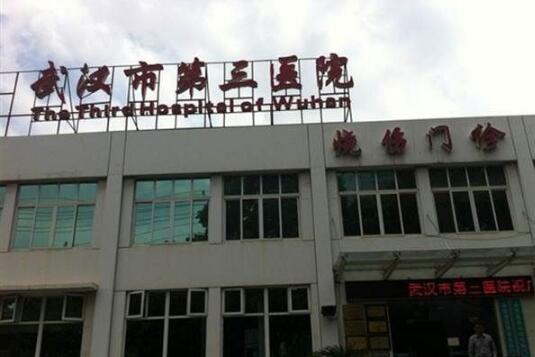 武汉市第三医院
The Third Hospital of Wuhan
烧伤门诊
武汉市第三医院祝